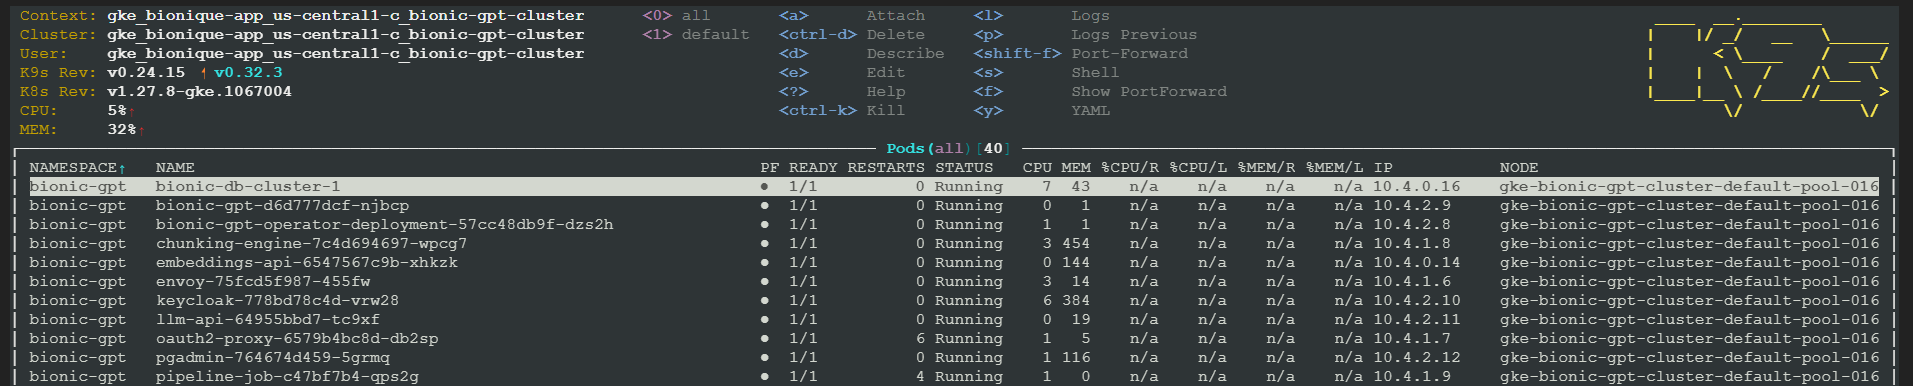 Context: gke_bionique-app_us-central1-c_bionic-gpt-cluster <0> all <a> Attach <l> Logs
Cluster: gke_bionique-app_us-central1-c_bionic-gpt-cluster <1> default <ctrl-d> Delete <p> Logs Previous
User: gke_bionique-app_us-central1-c_bionic-gpt-cluster <d> Describe <shift-f> Port-Forward
K9s Rev: v0.24.15 v0.32.3 <e> Edit <s> Shell
K8s Rev: v1.27.8-gke.1067004 <?> Help <f> Show PortForward
CPU: 5%↑ <ctrl-k> Kill <y> YAML
MEM: 32%↑
Pods(all)[40]
NAMESPACE↑ NAME PF READY RESTARTS STATUS CPU MEM %CPU/R %CPU/L %MEM/R %MEM/L IP NODE
bionic-gpt bionic-db-cluster-1 ● 1/1 0 Running 7 43 n/a n/a n/a n/a 10.4.0.16 gke-bionic-gpt-cluster-default-pool-016
bionic-gpt bionic-gpt-d6d777dcf-njbcp ● 1/1 0 Running 0 1 n/a n/a n/a n/a 10.4.2.9 gke-bionic-gpt-cluster-default-pool-016
bionic-gpt bionic-gpt-operator-deployment-57cc48db9f-dzs2h ● 1/1 0 Running 1 1 n/a n/a n/a n/a 10.4.2.8 gke-bionic-gpt-cluster-default-pool-016
bionic-gpt chunking-engine-7c4d694697-wpcg7 ● 1/1 0 Running 3 454 n/a n/a n/a n/a 10.4.1.8 gke-bionic-gpt-cluster-default-pool-016
bionic-gpt embeddings-api-6547567c9b-xhkzk ● 1/1 0 Running 0 144 n/a n/a n/a n/a 10.4.0.14 gke-bionic-gpt-cluster-default-pool-016
bionic-gpt envoy-75fcd5f987-455fw ● 1/1 0 Running 3 14 n/a n/a n/a n/a 10.4.1.6 gke-bionic-gpt-cluster-default-pool-016
bionic-gpt keycloak-778bd78c4d-vrw28 ● 1/1 0 Running 6 384 n/a n/a n/a n/a 10.4.2.10 gke-bionic-gpt-cluster-default-pool-016
bionic-gpt llm-api-64955bbd7-tc9xf ● 1/1 0 Running 0 19 n/a n/a n/a n/a 10.4.2.11 gke-bionic-gpt-cluster-default-pool-016
bionic-gpt oauth2-proxy-6579b4bc8d-db2sp ● 1/1 6 Running 1 5 n/a n/a n/a n/a 10.4.1.7 gke-bionic-gpt-cluster-default-pool-016
bionic-gpt pgadmin-764674d459-5grmq ● 1/1 0 Running 1 116 n/a n/a n/a n/a 10.4.2.12 gke-bionic-gpt-cluster-default-pool-016
bionic-gpt pipeline-job-c47bf7b4-qps2g ● 1/1 4 Running 1 0 n/a n/a n/a n/a 10.4.1.9 gke-bionic-gpt-cluster-default-pool-016